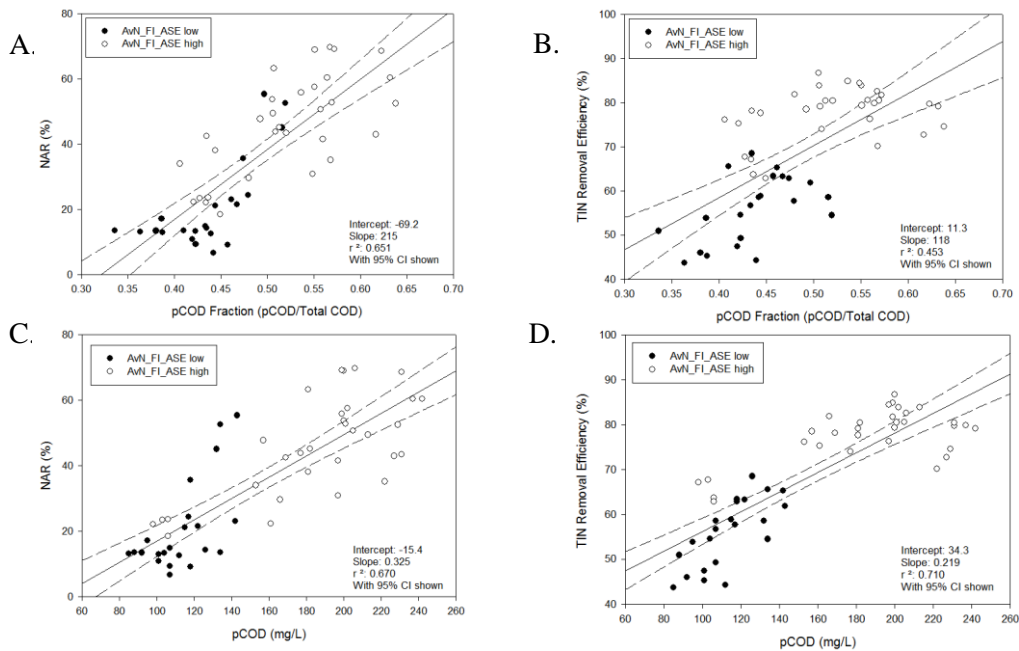 A.
AvN_FI_ASE low
AvN_FI_ASE high
NAR (%)
80
60
40
20
0
Intercept: -69.2
Slope: 215
r ²: 0.651
With 95% CI shown
0.30 0.35 0.40 0.45 0.50 0.55 0.60 0.65 0.70
pCOD Fraction (pCOD/Total COD)
B.
AvN_FI_ASE low
AvN_FI_ASE high
TIN Removal Efficiency (%)
100
90
80
70
60
50
40
Intercept: 11.3
Slope: 118
r ²: 0.453
With 95% CI shown
0.30 0.35 0.40 0.45 0.50 0.55 0.60 0.65 0.70
pCOD Fraction (pCOD/Total COD)
C.
AvN_FI_ASE low
AvN_FI_ASE high
NAR (%)
80
60
40
20
0
Intercept: -15.4
Slope: 0.325
r ²: 0.670
With 95% CI shown
60 80 100 120 140 160 180 200 220 240 260
pCOD (mg/L)
D.
AvN_FI_ASE low
AvN_FI_ASE high
TIN Removal Efficiency (%)
100
90
80
70
60
50
40
Intercept: 34.3
Slope: 0.219
r ²: 0.710
With 95% CI shown
60 80 100 120 140 160 180 200 220 240 260
pCOD (mg/L)